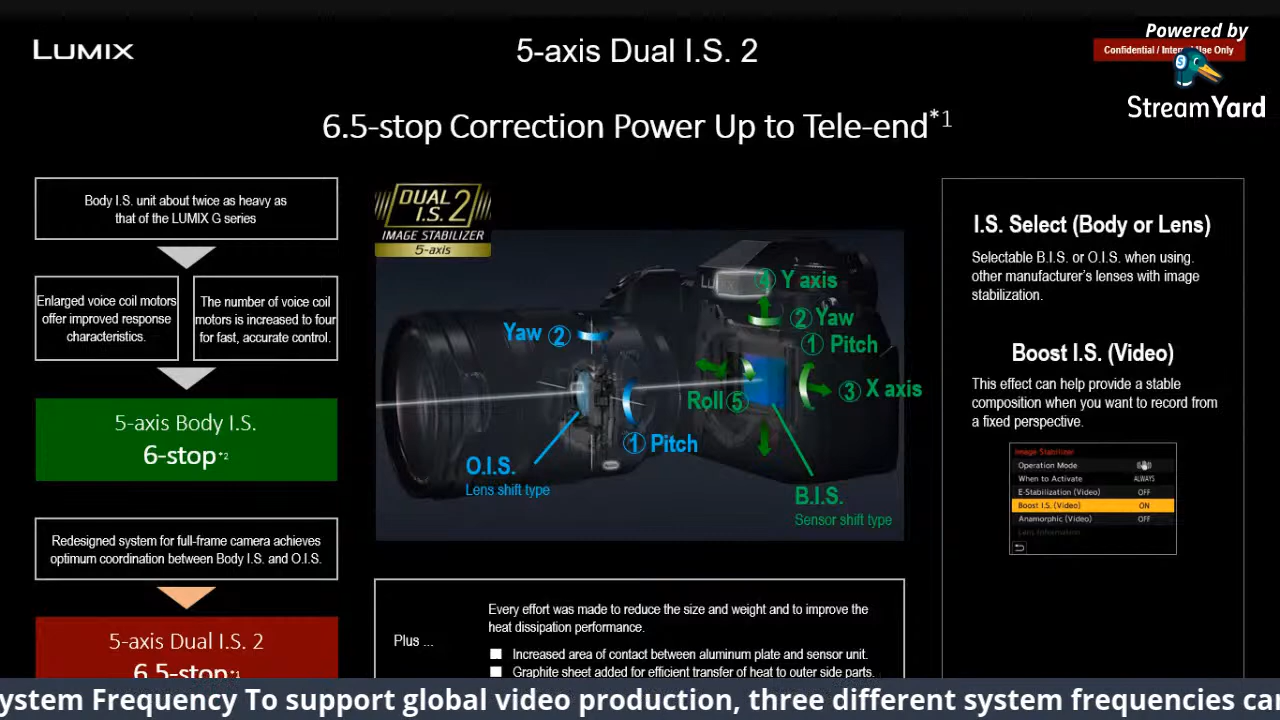 LUMIX
5-axis Dual I.S. 2
Powered by
Confidential / Internal Use Only
StreamYard
6.5-stop Correction Power Up to Tele-end*1
Body I.S. unit about twice as heavy as
that of the LUMIX G series
Enlarged voice coil motors
offer improved response
characteristics.
The number of voice coil
motors is increased to four
for fast, accurate control.
5-axis Body I.S.
6-stop*2
Redesigned system for full-frame camera achieves
optimum coordination between Body I.S. and O.I.S.
5-axis Dual I.S. 2
6.5-stop*1
DUAL
I.S. 2
IMAGE STABILIZER
5-axis
LUMIX
④ Y axis
② Yaw
① Pitch
③ X axis
Roll ⑤
Yaw ②
① Pitch
O.I.S.
Lens shift type
B.I.S.
Sensor shift type
Plus ...
Every effort was made to reduce the size and weight and to improve the
heat dissipation performance.
Increased area of contact between aluminum plate and sensor unit.
Graphite sheet added for efficient transfer of heat to outer side parts.
I.S. Select (Body or Lens)
Selectable B.I.S. or O.I.S. when using.
other manufacturer's lenses with image
stabilization.
Boost I.S. (Video)
This effect can help provide a stable
composition when you want to record from
a fixed perspective.
Image Stabilizer
Operation Mode
When to Activate ALWAYS
E-Stabilization (Video) OFF
Boost I.S. (Video) ON
Anamorphic (Video) OFF
Lens Information
ystem Frequency To support global video production, three different system frequencies can